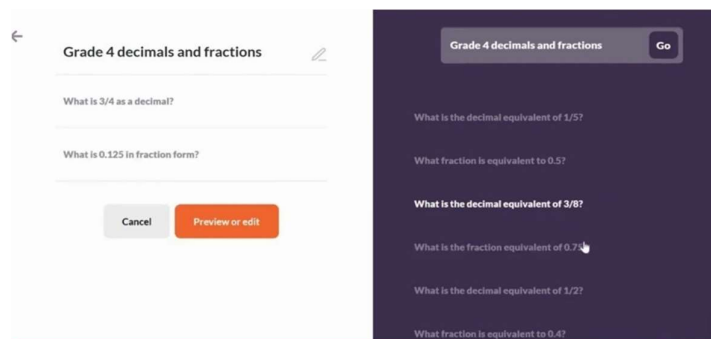 Grade 4 decimals and fractions
What is 3/4 as a decimal?
What is 0.125 in fraction form?
Cancel
Preview or edit
Grade 4 decimals and fractions
Go
What is the decimal equivalent of 1/5?
What fraction is equivalent to 0.5?
What is the decimal equivalent of 3/8?
What is the fraction equivalent of
What is the decimal equivalent of 1/2?
What fraction is equivalent to 0.4?